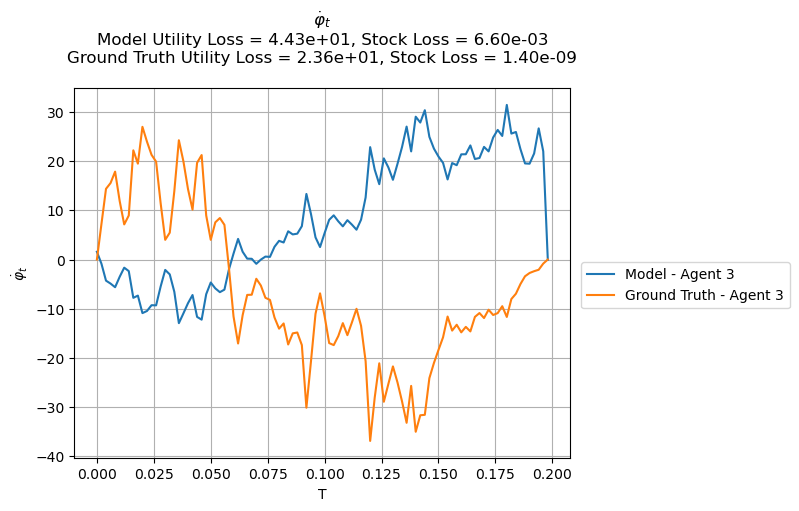 φ̇_t
Model Utility Loss = 4.43e+01, Stock Loss = 6.60e-03
Ground Truth Utility Loss = 2.36e+01, Stock Loss = 1.40e-09
30
20
10
0
−10
−20
−30
−40
φ̇_t
0.000 0.025 0.050 0.075 0.100 0.125 0.150 0.175 0.200
T
Model - Agent 3
Ground Truth - Agent 3